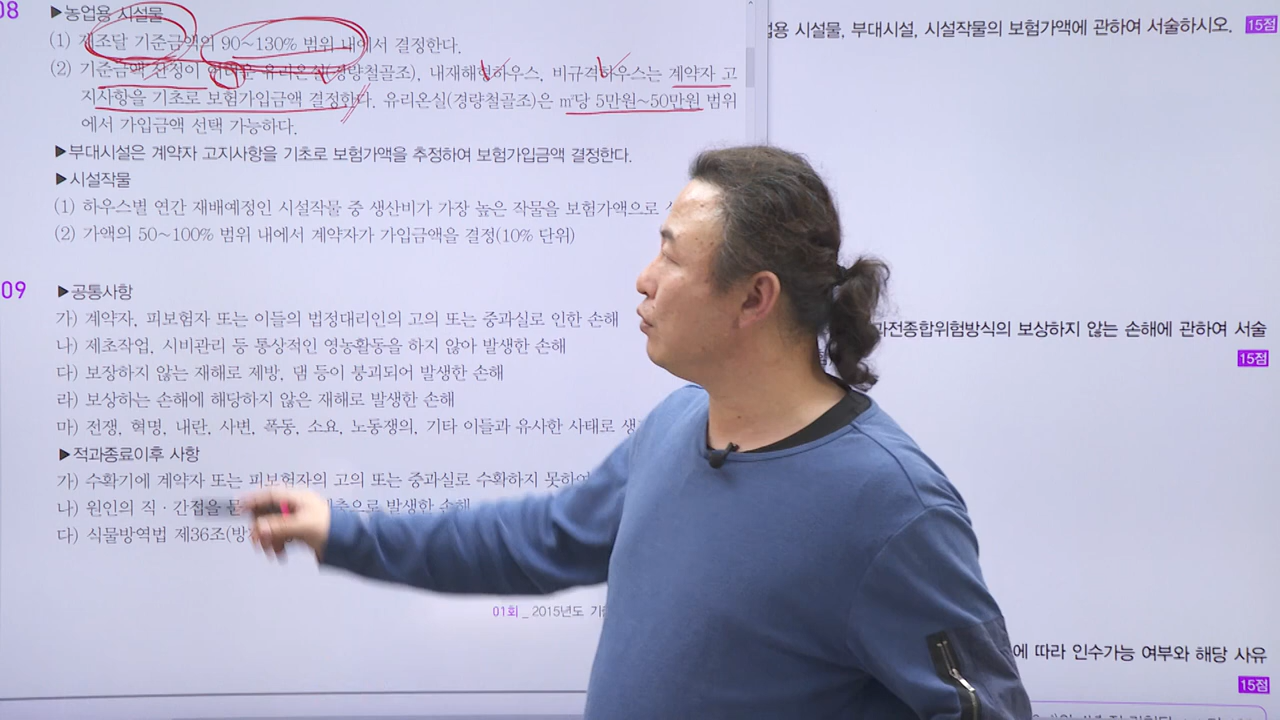 08 ▶농업용 시설물
(1) 재조달 기준금액의 90~130% 범위 내에서 결정한다.
(2) 기준금액 산정이 어려운 유리온실(경량철골조), 내재해형하우스, 비규격하우스는 계약자 고
지사항을 기초로 보험가입금액 결정한다. 유리온실(경량철골조)은 ㎡당 5만원~50만원 범위
에서 가입금액 선택 가능하다.
▶부대시설은 계약자 고지사항을 기초로 보험가액을 추정하여 보험가입금액 결정한다.
▶시설작물
(1) 하우스별 연간 재배예정인 시설작물 중 생산비가 가장 높은 작물을 보험가액으로
(2) 가액의 50~100% 범위 내에서 계약자가 가입금액을 결정(10% 단위)
09 ▶공통사항
가) 계약자, 피보험자 또는 이들의 법정대리인의 고의 또는 중과실로 인한 손해
나) 제초작업, 시비관리 등 통상적인 영농활동을 하지 않아 발생한 손해
다) 보장하지 않는 재해로 제방, 댐 등이 붕괴되어 발생한 손해
라) 보상하는 손해에 해당하지 않은 재해로 발생한 손해
마) 전쟁, 혁명, 내란, 사변, 폭동, 소요, 노동쟁의, 기타 이들과 유사한 사태로
▶적과종료이후 사항
가) 수확기에 계약자 또는 피보험자의 고의 또는 중과실로 수확하지 못하여
나) 원인의 직·간접을 발생한 손해
다) 식물방역법 제36조
01회 _ 2015년도
용 시설물, 부대시설, 시설작물의 보험가액에 관하여 서술하시오. 15점
과전종합위험방식의 보상하지 않는 손해에 관하여 서술
15점
에 따라 인수가능 여부와 해당 사유
15점